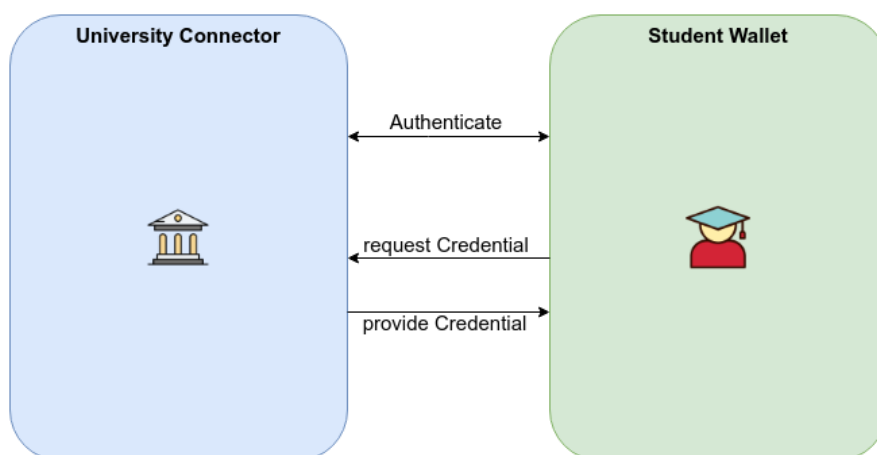 University Connector
Student Wallet
Authenticate
request Credential
provide Credential